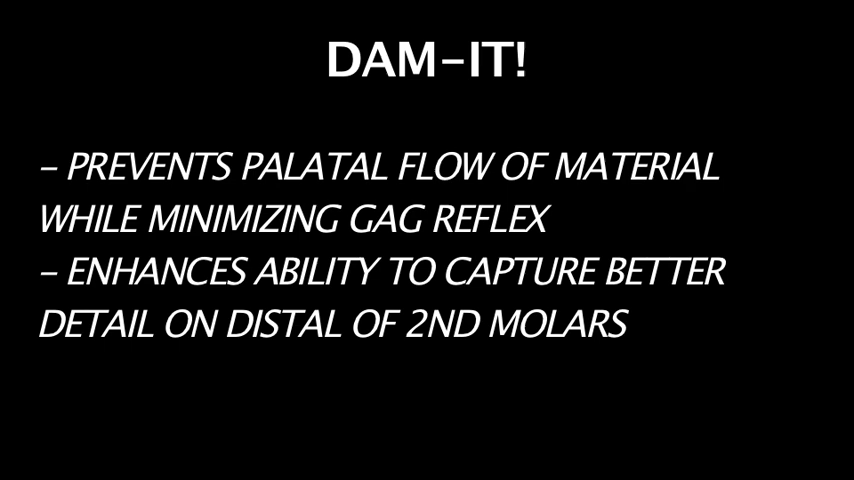 DAM-IT!
- PREVENTS PALATAL FLOW OF MATERIAL
WHILE MINIMIZING GAG REFLEX
- ENHANCES ABILITY TO CAPTURE BETTER
DETAIL ON DISTAL OF 2ND MOLARS